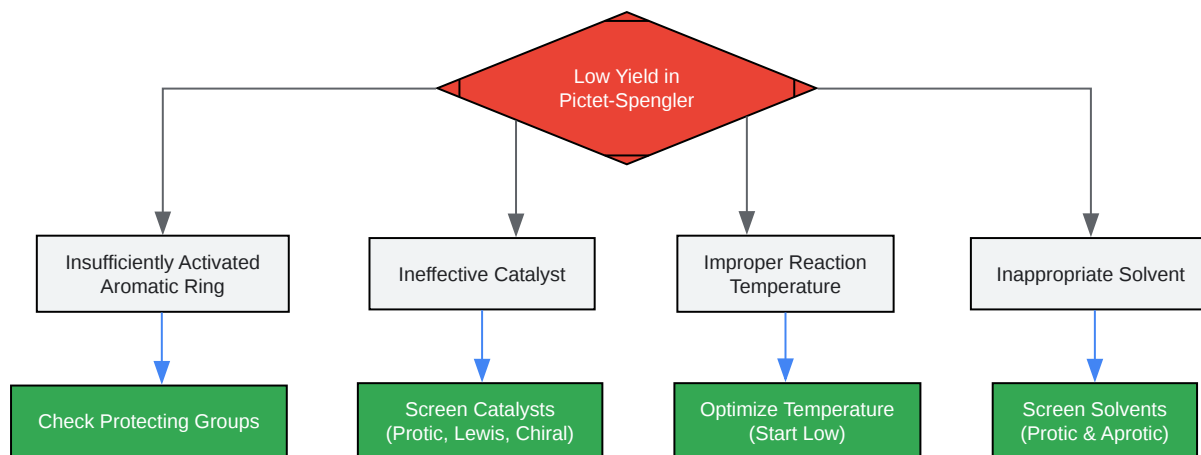 Low Yield in
Pictet-Spengler
Insufficiently Activated
Aromatic Ring
Ineffective Catalyst
Improper Reaction
Temperature
Inappropriate Solvent
Check Protecting Groups
Screen Catalysts
(Protic, Lewis, Chiral)
Optimize Temperature
(Start Low)
Screen Solvents
(Protic & Aprotic)